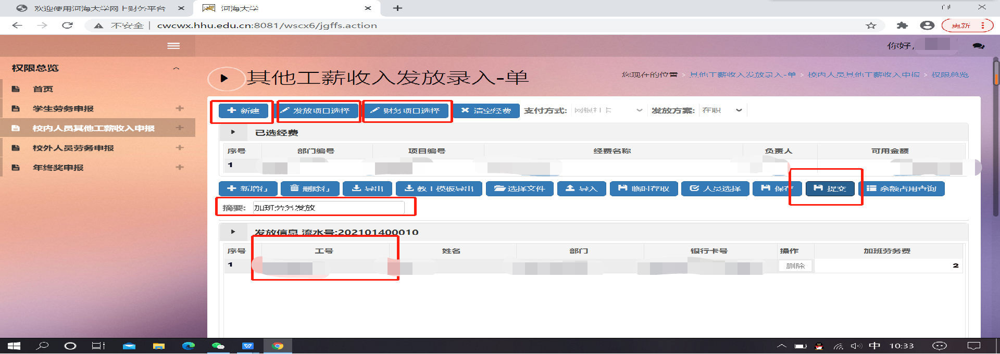 欢迎使用河海大学网上财务平台
河海大学
不安全 | cwcwx.hhu.edu.cn:8081/wscx6/jgffs.action
更新
你好,
权限总览
首页
学生劳务申报
校内人员其他工薪收入申报
校外人员劳务申报
年终奖申报
其他工薪收入发放录入-单
您现在的位置 > 其他工薪收入发放录入-单 > 校内人员其他工薪收入申报 > 权限总览
新建 发放项目选择 财务项目选择 清空经费 支付方式: 网银打卡 发放方案: 在职
已选经费
序号 部门编号 项目编号 经费名称 负责人 可用金额
1
新增行 删除行 导出 教工模板导出 选择文件 导入 临时存取 人员选择 保存 提交 余额占用查询
摘要: 加班劳务发放
发放信息 流水号:202101400010
序号 工号 姓名 部门 银行卡号 操作 加班劳务费
1 删除 2
中 10:33